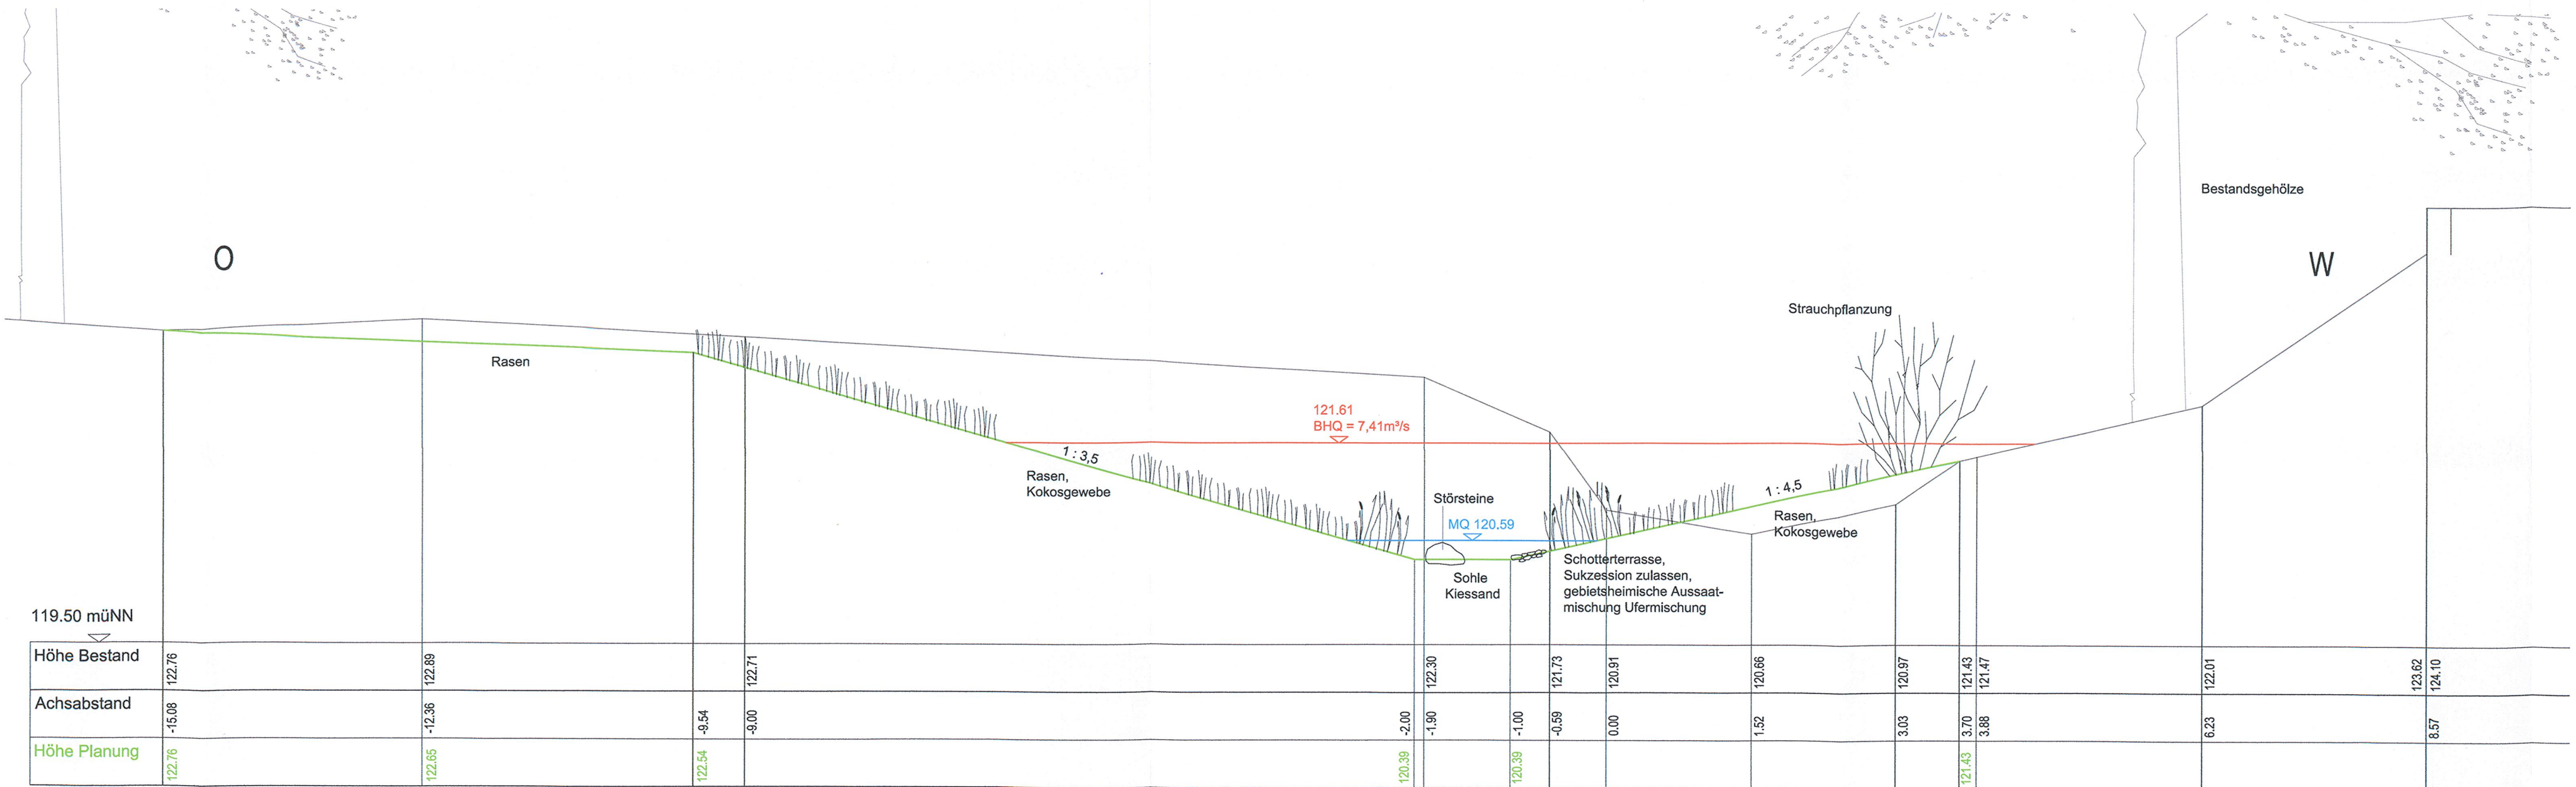 Bestandsgehölze
O
W
Strauchpflanzung
Rasen
121.61
BHQ = 7,41m³/s
1 : 3,5
Rasen,
Kokosgewebe
Störsteine
MQ 120.59
1 : 4,5
Rasen,
Kokosgewebe
Schotterterrasse,
Sukzession zulassen,
gebietsheimische Aussaat-
mischung Ufermischung
Sohle
Kiessand
119.50 müNN
Höhe Bestand 122.76 122.89 122.71 122.30 121.73 120.91 120.66 120.97 121.43 121.47 122.01 123.62 124.10
Achsabstand -15.08 -12.36 -9.54 -9.00 -2.00 -1.90 -1.00 -0.59 0.00 1.52 3.03 3.70 3.88 6.23 8.57
Höhe Planung 122.76 122.65 122.54 120.39 120.39 121.43